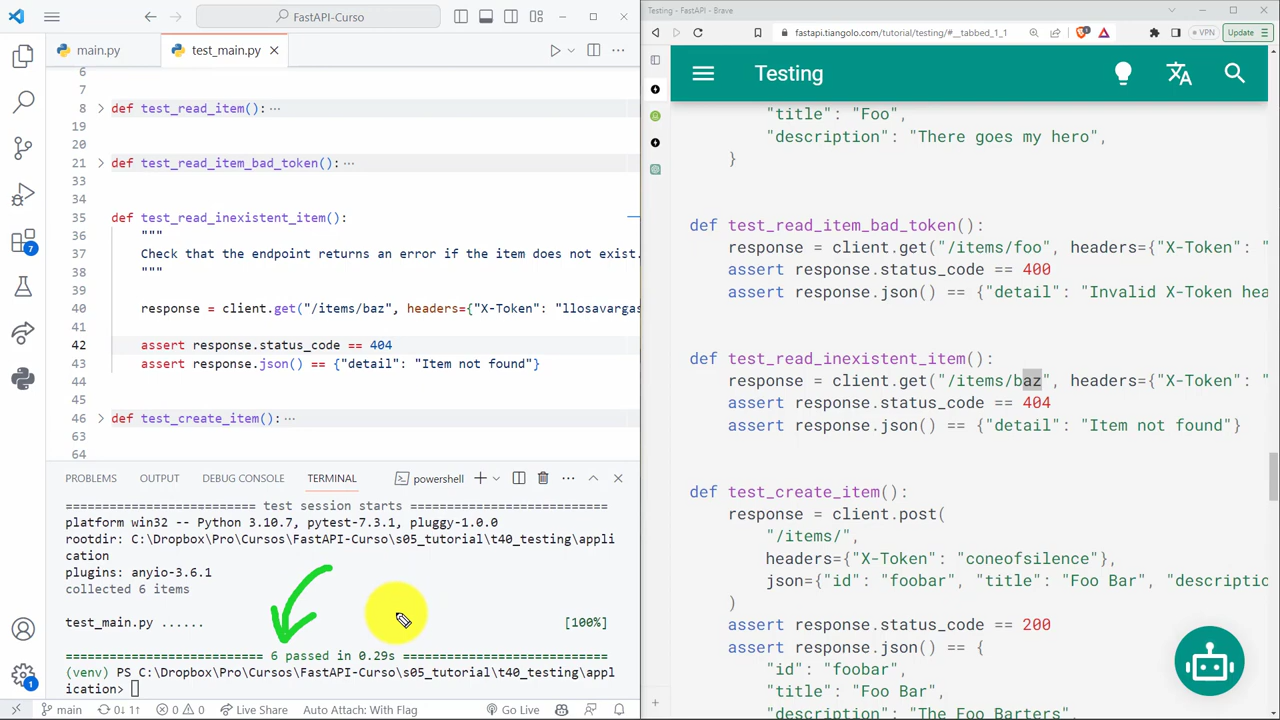 FastAPI-Curso
main.py
test_main.py
6
7
8 def test_read_item(): ...
19
20
21 def test_read_item_bad_token(): ...
33
34
35 def test_read_inexistent_item():
36 """
37 Check that the endpoint returns an error if the item does not exist.
38 """
39
40 response = client.get("/items/baz", headers={"X-Token": "llosavargas
41
42 assert response.status_code == 404
43 assert response.json() == {"detail": "Item not found"}
44
45
46 def test_create_item(): ...
63
64
7
1
PROBLEMS OUTPUT DEBUG CONSOLE TERMINAL powershell
========================== test session starts ===========================
platform win32 -- Python 3.10.7, pytest-7.3.1, pluggy-1.0.0
rootdir: C:\Dropbox\Pro\Cursos\FastAPI-Curso\s05_tutorial\t40_testing\appli
cation
plugins: anyio-3.6.1
collected 6 items
test_main.py ...... [100%]
=========================== 6 passed in 0.29s ============================
(venv) PS C:\Dropbox\Pro\Cursos\FastAPI-Curso\s05_tutorial\t40_testing\appl
ication>
main 0↓ 1↑ 0 0 Live Share Auto Attach: With Flag Go Live
Testing - FastAPI - Brave
fastapi.tiangolo.com/tutorial/testing/#__tabbed_1_1 VPN Update
Testing
"title": "Foo",
"description": "There goes my hero",
}
def test_read_item_bad_token():
response = client.get("/items/foo", headers={"X-Token": "
assert response.status_code == 400
assert response.json() == {"detail": "Invalid X-Token hea
def test_read_inexistent_item():
response = client.get("/items/baz", headers={"X-Token": "
assert response.status_code == 404
assert response.json() == {"detail": "Item not found"}
def test_create_item():
response = client.post(
"/items/",
headers={"X-Token": "coneofsilence"},
json={"id": "foobar", "title": "Foo Bar", "descriptio
)
assert response.status_code == 200
assert response.json() == {
"id": "foobar",
"title": "Foo Bar",
"description": "The Foo Barters",